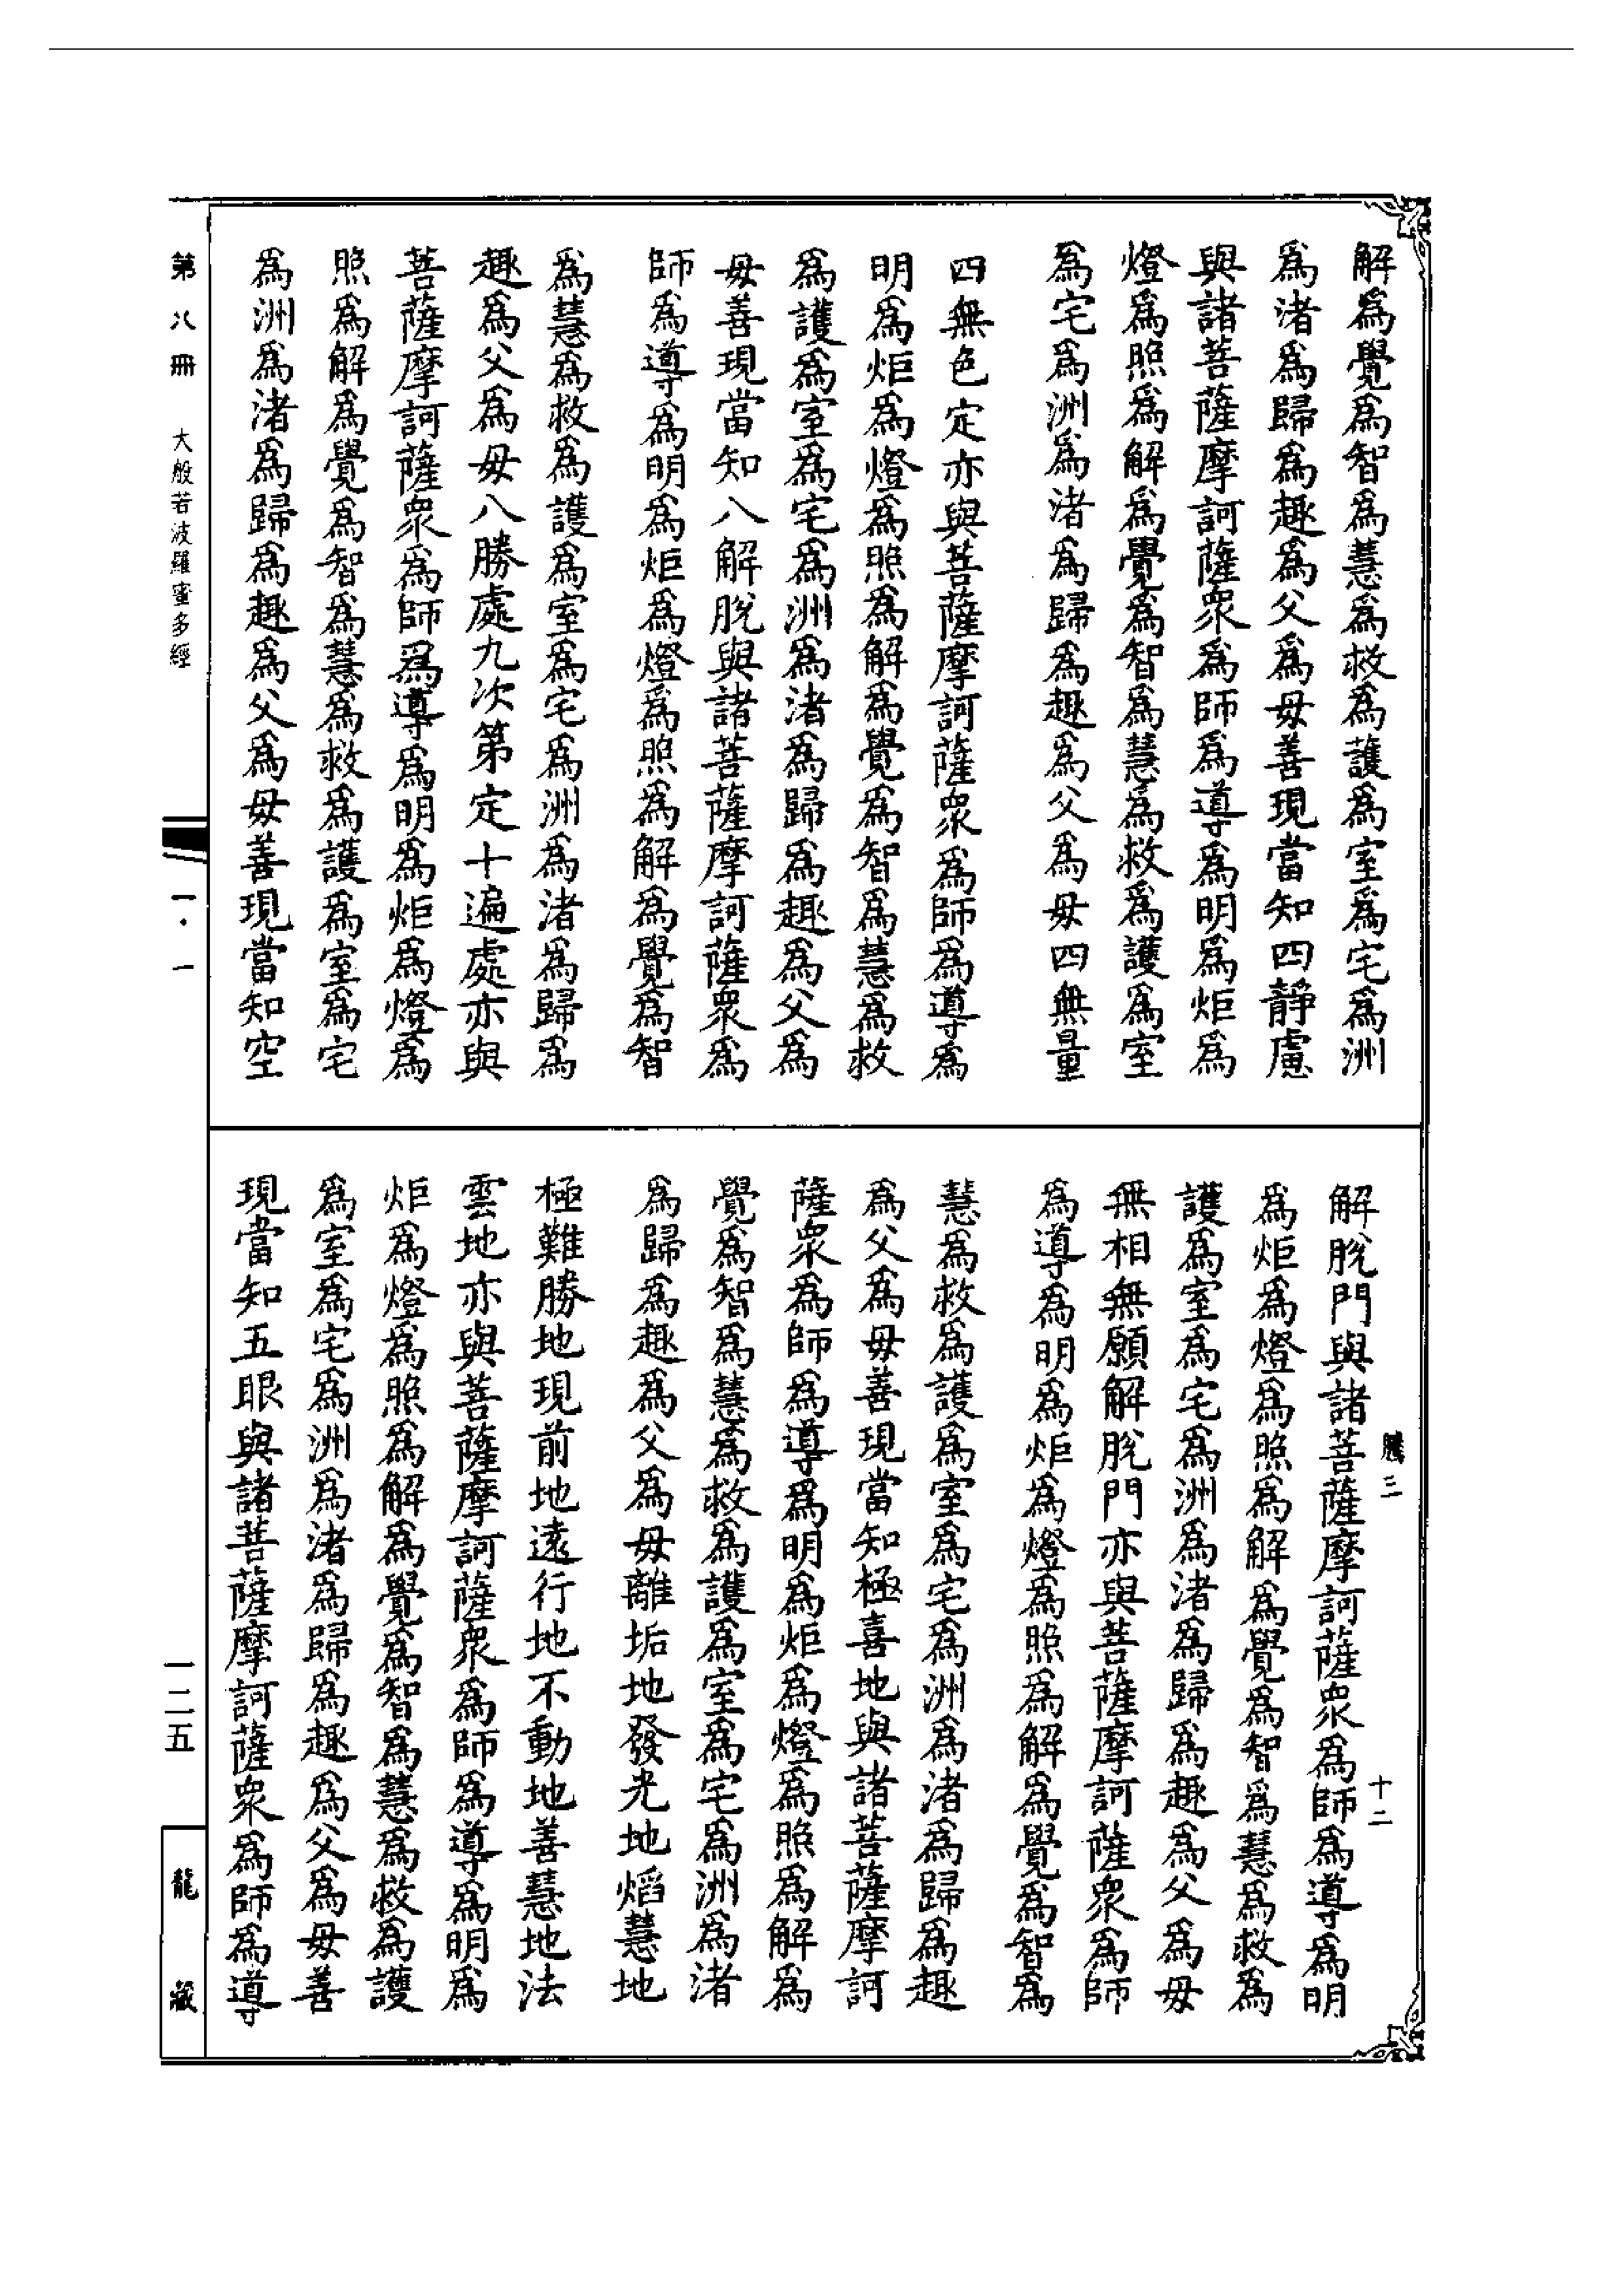 解爲覺爲智爲慧爲救爲護爲室爲宅爲洲
爲渚爲歸爲趣爲父爲毋善現當知四靜慮
與諸菩薩摩訶薩衆爲師爲導爲明爲炬爲
燈爲照爲解爲覺爲智爲慧爲救爲護爲室
爲宅爲洲爲渚爲歸爲趣爲父爲毋四無量
四無色定亦與菩薩摩訶薩衆爲師爲導爲
明爲炬爲燈爲照爲解爲覺爲智爲慧爲救
爲護爲室爲宅爲洲爲渚爲歸爲趣爲父爲
毋善現當知八解脫與諸菩薩摩訶薩衆爲
師爲導爲明爲炬爲燈爲照爲解爲覺爲智
爲慧爲救爲護爲室爲宅爲洲爲渚爲歸爲
趣爲父爲毋八勝處九次第定十遍處亦與
菩薩摩訶薩衆爲師爲導爲明爲炬爲燈爲
照爲解爲覺爲智爲慧爲救爲護爲室爲宅
爲洲爲渚爲歸爲趣爲父爲毋善現當知空
騰三
十二
解脫門與諸菩薩摩訶薩衆爲師爲導爲明
爲炬爲燈爲照爲解爲覺爲智爲慧爲救爲
護爲室爲宅爲洲爲渚爲歸爲趣爲父爲毋
無相無願解脫門亦與菩薩摩訶薩衆爲師
爲導爲明爲炬爲燈爲照爲解爲覺爲智爲
慧爲救爲護爲室爲宅爲洲爲渚爲歸爲趣
爲父爲毋善現當知極喜地與諸菩薩摩訶
薩衆爲師爲導爲明爲炬爲燈爲照爲解爲
覺爲智爲慧爲救爲護爲室爲宅爲洲爲渚
爲歸爲趣爲父爲毋離垢地發光地焰慧地
極難勝地現前地遠行地不動地善慧地法
雲地亦與菩薩摩訶薩衆爲師爲導爲明爲
炬爲燈爲照爲解爲覺爲智爲慧爲救爲護
爲室爲宅爲洲爲渚爲歸爲趣爲父爲毋善
現當知五眼與諸菩薩摩訶薩衆爲師爲導
第八冊 大般若波羅蜜多經
一·一
一二五
龍藏